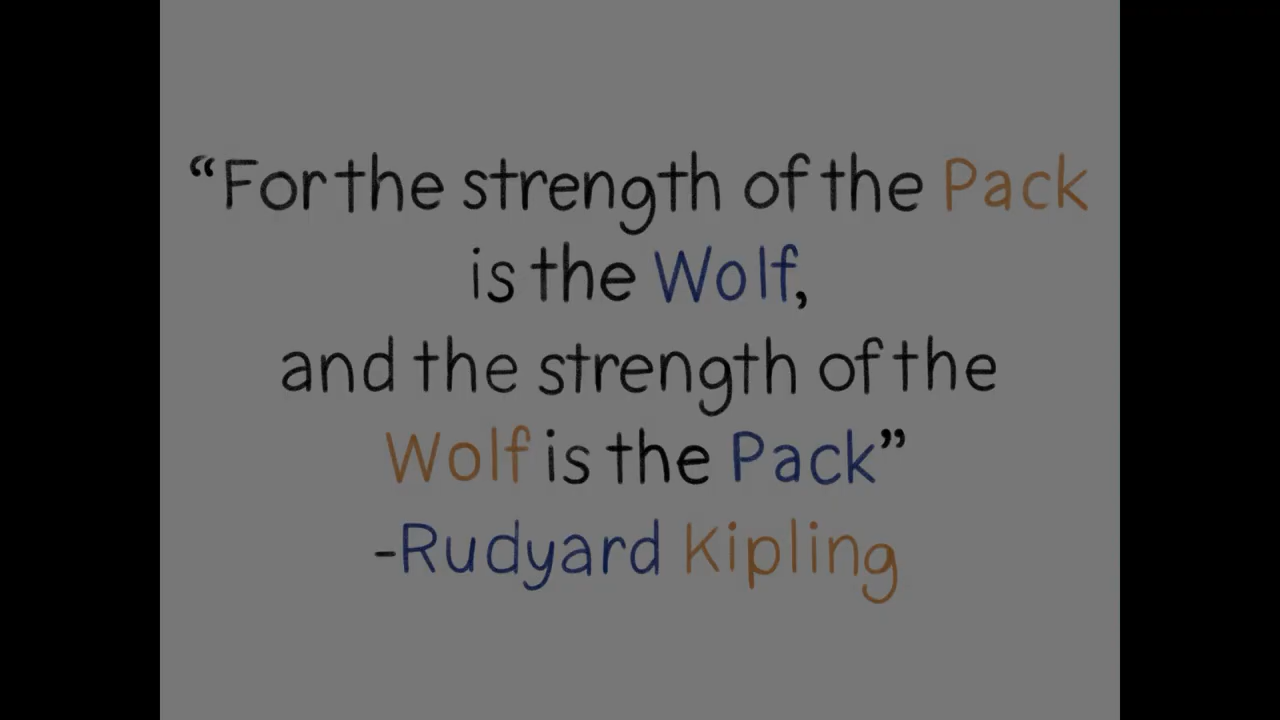 “For the strength of the Pack
is the Wolf,
and the strength of the
Wolf is the Pack”
-Rudyard Kipling